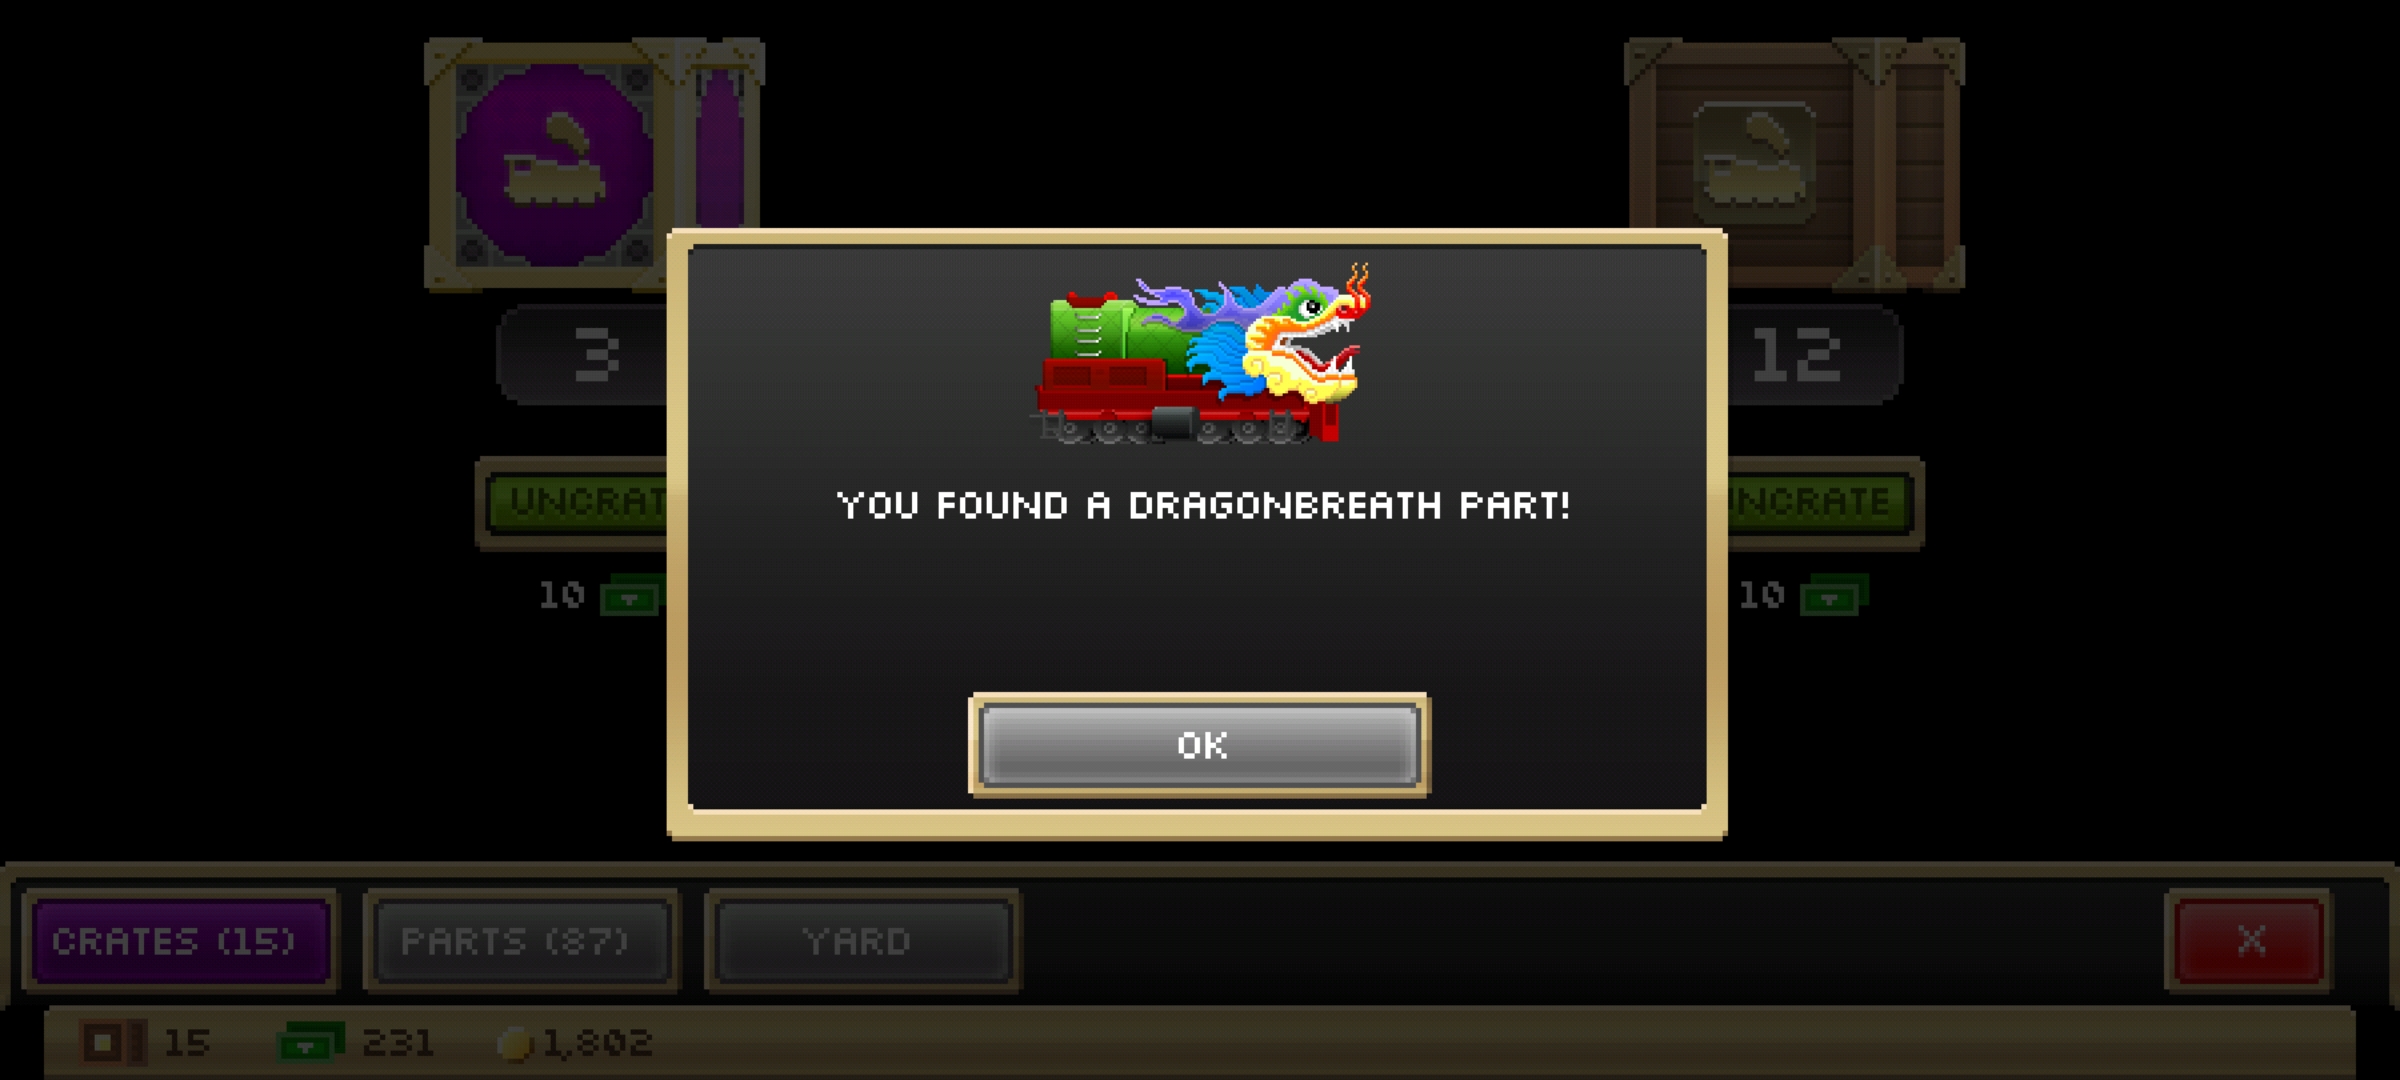 3
12
YOU FOUND A DRAGONBREATH PART!
UNCRAT
NCRATE
10
10
OK
CRATES (15)
PARTS (87)
YARD
X
15
231
1,802